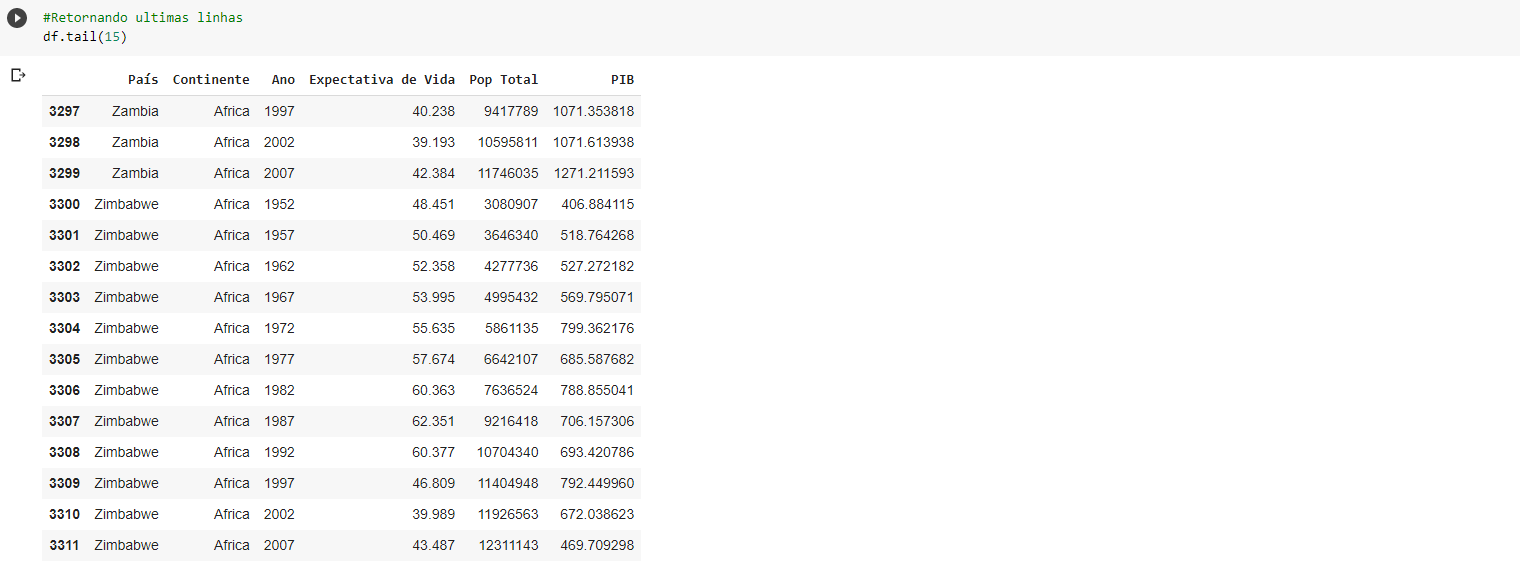 #Retornando ultimas linhas
df.tail(15)
País Continente Ano Expectativa de Vida Pop Total PIB
3297 Zambia Africa 1997 40.238 9417789 1071.353818
3298 Zambia Africa 2002 39.193 10595811 1071.613938
3299 Zambia Africa 2007 42.384 11746035 1271.211593
3300 Zimbabwe Africa 1952 48.451 3080907 406.884115
3301 Zimbabwe Africa 1957 50.469 3646340 518.764268
3302 Zimbabwe Africa 1962 52.358 4277736 527.272182
3303 Zimbabwe Africa 1967 53.995 4995432 569.795071
3304 Zimbabwe Africa 1972 55.635 5861135 799.362176
3305 Zimbabwe Africa 1977 57.674 6642107 685.587682
3306 Zimbabwe Africa 1982 60.363 7636524 788.855041
3307 Zimbabwe Africa 1987 62.351 9216418 706.157306
3308 Zimbabwe Africa 1992 60.377 10704340 693.420786
3309 Zimbabwe Africa 1997 46.809 11404948 792.449960
3310 Zimbabwe Africa 2002 39.989 11926563 672.038623
3311 Zimbabwe Africa 2007 43.487 12311143 469.709298